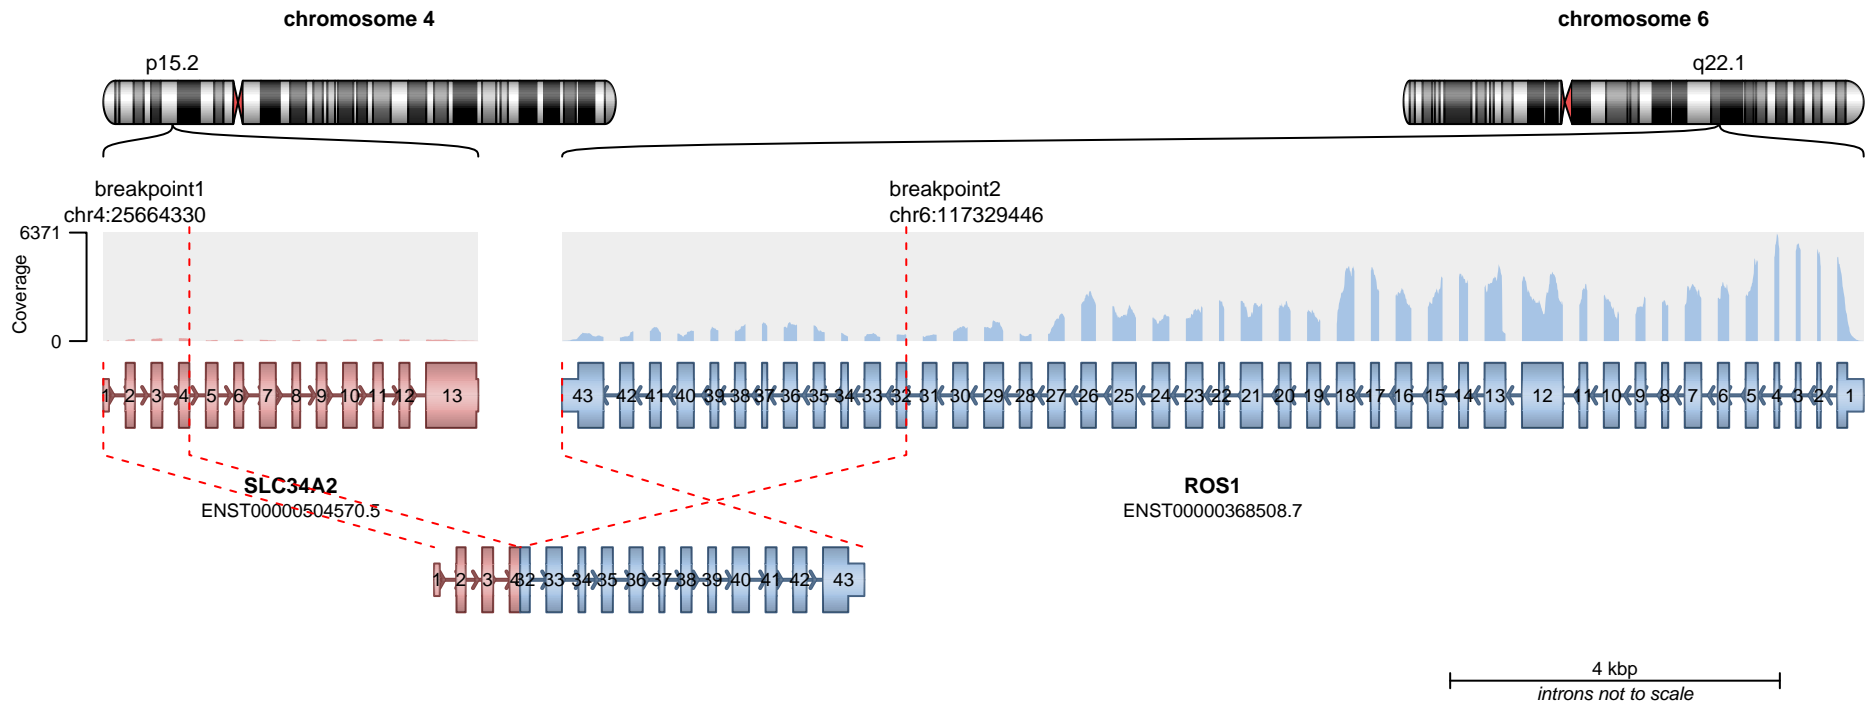 chromosome 4
chromosome 6
p15.2
q22.1
breakpoint1
chr4:25664330
breakpoint2
chr6:117329446
6371
0
Coverage
1 2 3 4 5 6 7 8 9 10 11 12 13
43 42 41 40 39 38 37 36 35 34 33 32 31 30 29 28 27 26 25 24 23 22 21 20 19 18 17 16 15 14 13 12 11 10 9 8 7 6 5 4 3 2 1
SLC34A2
ENST00000504570.5
ROS1
ENST00000368508.7
1 2 3 4 32 33 34 35 36 37 38 39 40 41 42 43
4 kbp
introns not to scale